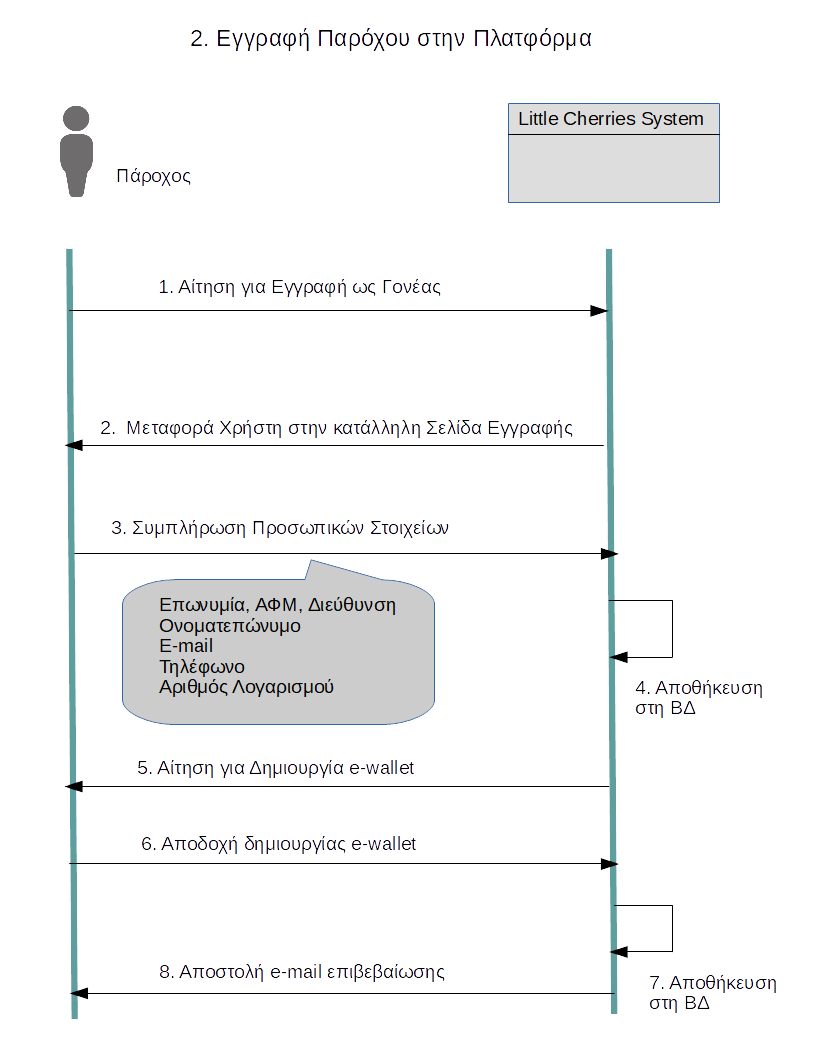 2. Εγγραφή Παρόχου στην Πλατφόρμα
Little Cherries System
Πάροχος
1. Αίτηση για Εγγραφή ως Γονέας
2. Μεταφορά Χρήστη στην κατάλληλη Σελίδα Εγγραφής
3. Συμπλήρωση Προσωπικών Στοιχείων
Επωνυμία, ΑΦΜ, Διεύθυνση
Ονοματεπώνυμο
E-mail
Τηλέφωνο
Αριθμός Λογαρισμού
4. Αποθήκευση
στη ΒΔ
5. Αίτηση για Δημιουργία e-wallet
6. Αποδοχή δημιουργίας e-wallet
8. Αποστολή e-mail επιβεβαίωσης
7. Αποθήκευση
στη ΒΔ